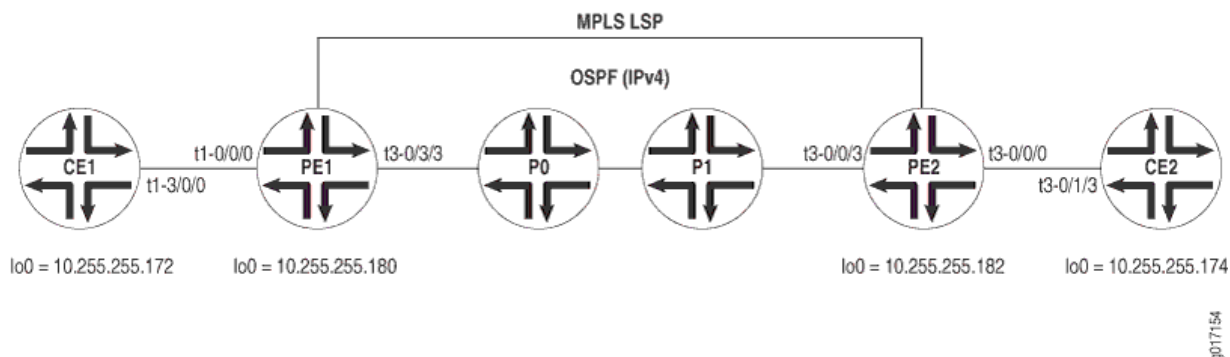 MPLS LSP
OSPF (IPv4)
CE1
t1-3/0/0
t1-0/0/0
PE1
t3-0/3/3
P0
P1
t3-0/0/3
PE2
t3-0/0/0
t3-0/1/3
CE2
lo0 = 10.255.255.172
lo0 = 10.255.255.180
lo0 = 10.255.255.182
lo0 = 10.255.255.174
g017154